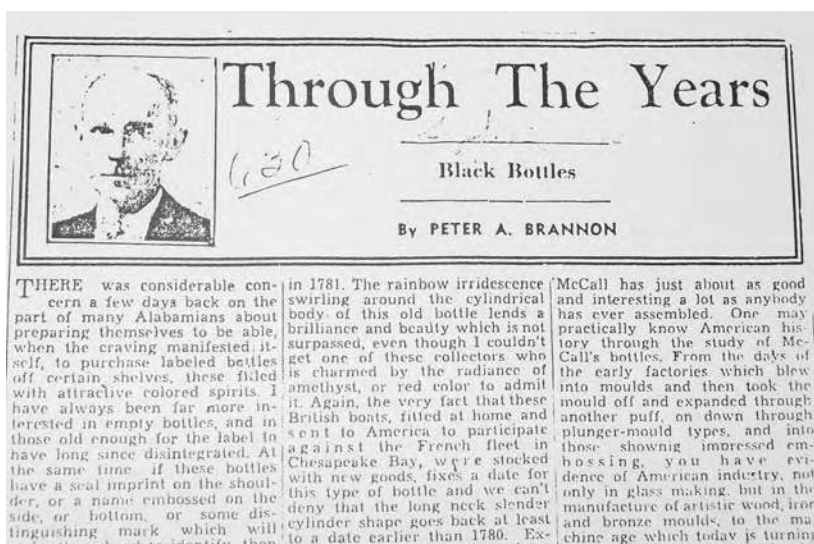 Through The Years
Black Bottles
By PETER A. BRANNON
THERE was considerable con-
cern a few days back on the
part of many Alabamians about
preparing themselves to be able,
when the craving manifested it-
self, to purchase labeled bottles
off certain shelves, these filled
with attractive colored spirits. I
have always been far more in-
terested in empty bottles, and in
those old enough for the label to
have long since disintegrated. At
the same time if these bottles
have a seal imprint on the shoul-
der, or a name embossed on the
side, or bottom, or some dis-
tinguishing mark which will
in 1781. The rainbow irridescence
swirling around the cylindrical
body of this old bottle lends a
brilliance and beauty which is not
surpassed, even though I couldn't
get one of these collectors who
is charmed by the radiance of
amethyst, or red color to admit
it. Again, the very fact that these
British boats, fitted at home and
sent to America to participate
against the French fleet in
Chesapeake Bay, were stocked
with new goods, fixes a date for
this type of bottle and we can't
deny that the long neck slender
cylinder shape goes back at least
to a date earlier than 1780. Ex-
McCall has just about as good
and interesting a lot as anybody
has ever assembled. One may
practically know American his-
tory through the study of Mc-
Call's bottles. From the days of
the early factories which blew
into moulds and then took the
mould off and expanded through
another puff, on down through
plunger-mould types, and into
those shownig impressed em-
bossing, you have evi-
dence of American industry, not
only in glass making, but in the
manufacture of artistic wood, iron
and bronze moulds, to the ma-
chine age which today is turning